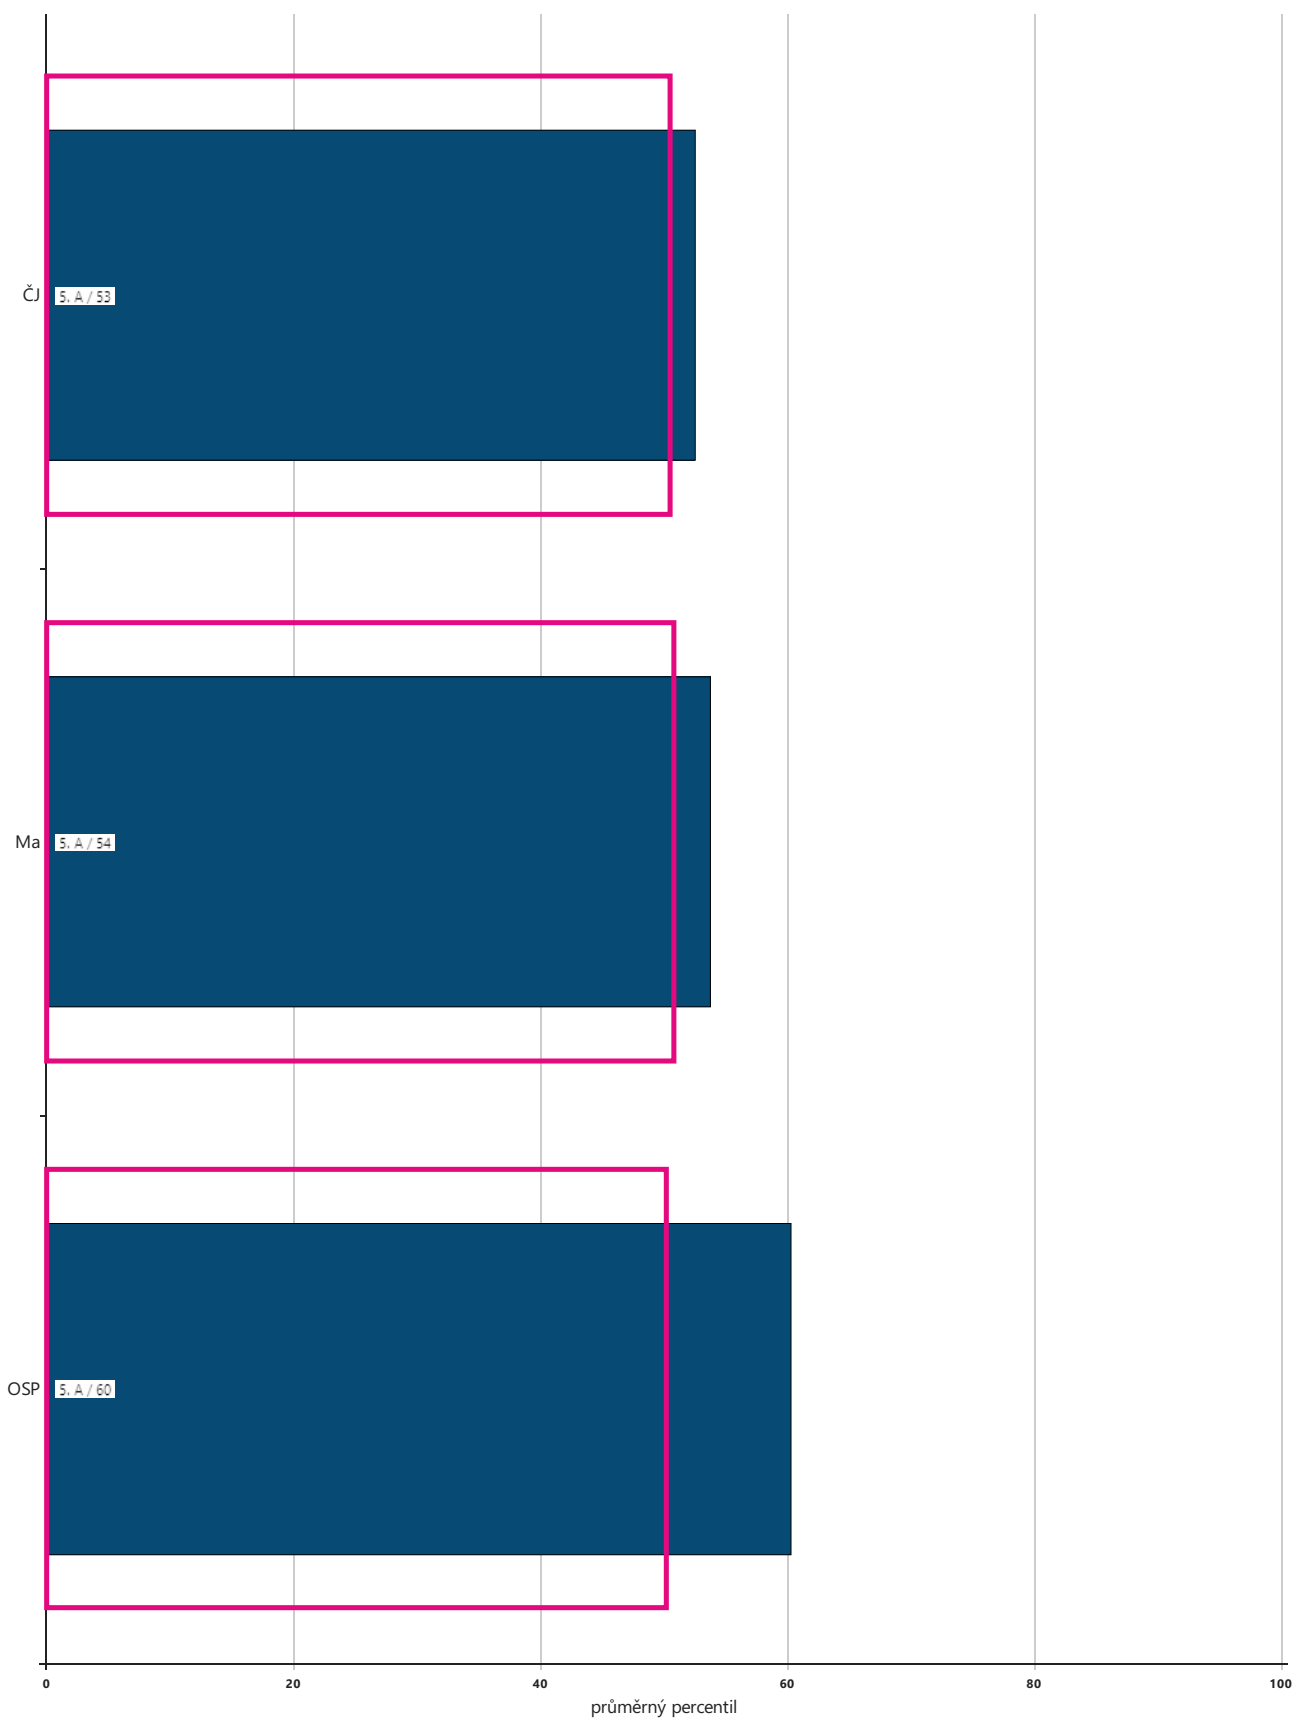 ČJ
5. A / 53
Ma
5. A / 54
OSP
5. A / 60
0 20 40 60 80 100
průměrný percentil